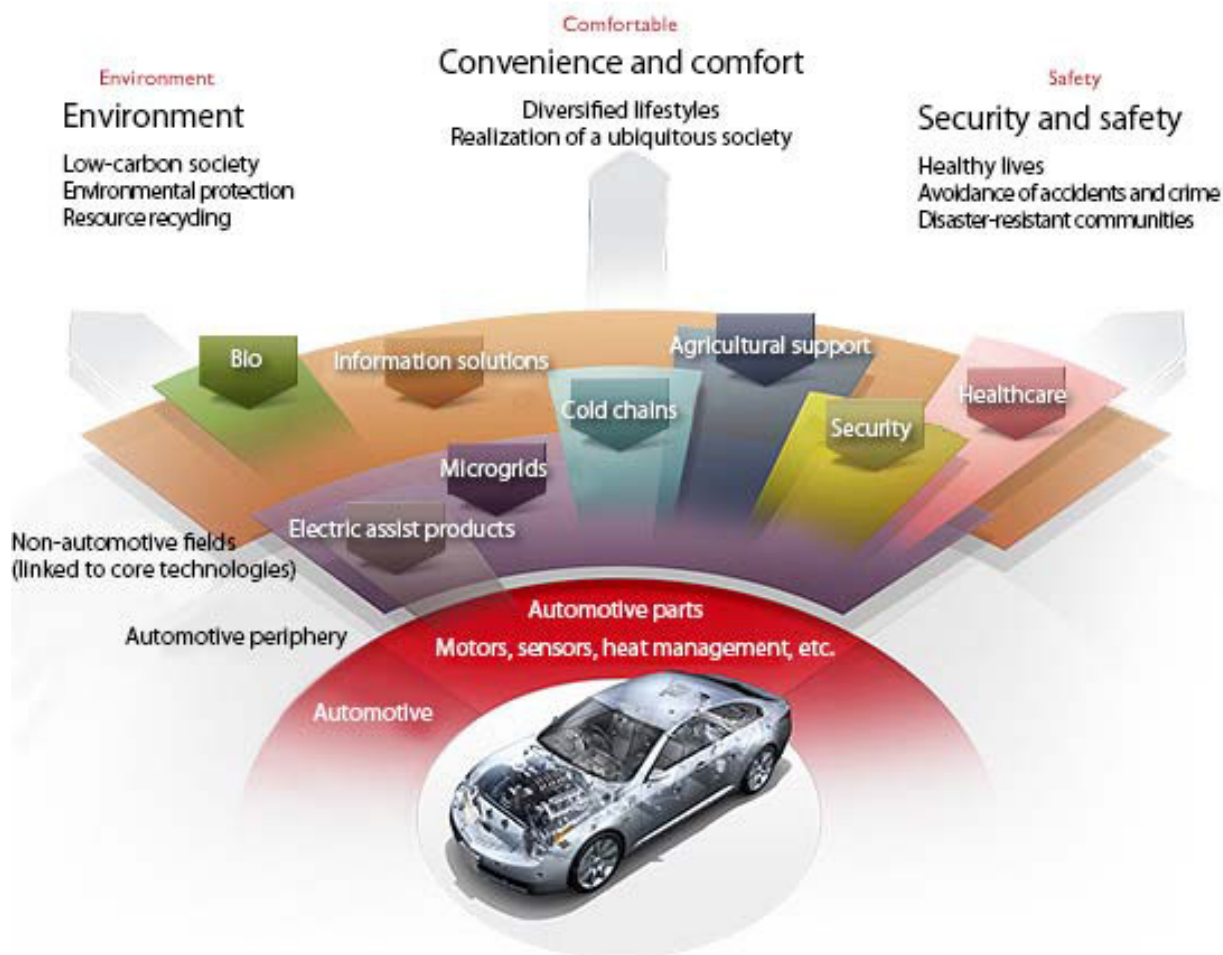 Comfortable
Convenience and comfort
Diversified lifestyles
Realization of a ubiquitous society
Environment
Environment
Low-carbon society
Environmental protection
Resource recyding
Safety
Security and safety
Healthy lives
Avoidance of accidents and crime
Disaster-resistant communities
Bio
Information solutions
Agricultural support
Healthcare
Cold chains
Security
Microgrids
Electric assist products
Non-automotive fields
(linked to core technologies)
Automotive periphery
Automotive parts
Motors, sensors, heat management, etc.
Automotive